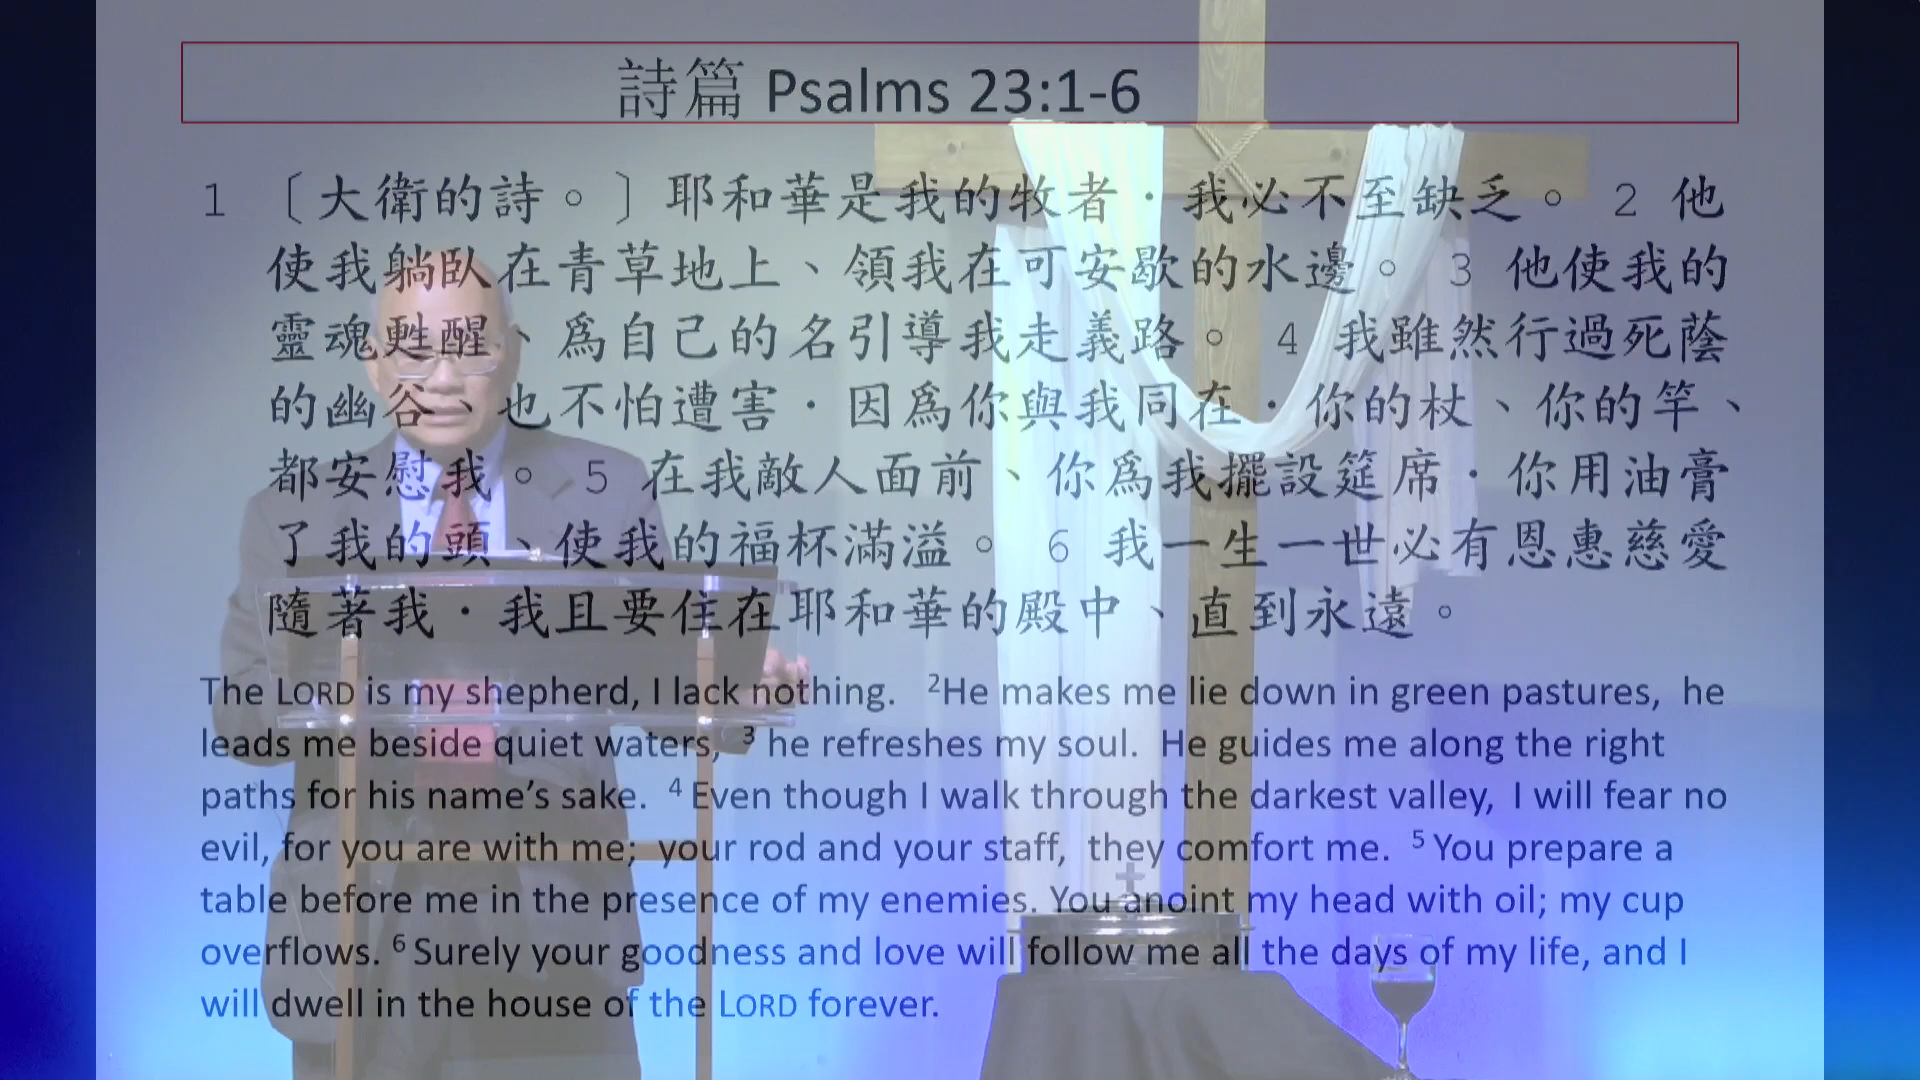 詩篇 Psalms 23:1-6
1 〔大衛的詩。〕耶和華是我的牧者．我必不至缺乏。 2 他
使我躺臥在青草地上、領我在可安歇的水邊。 3 他使我的
靈魂甦醒、爲自己的名引導我走義路。 4 我雖然行過死蔭
的幽谷、也不怕遭害．因爲你與我同在．你的杖、你的竿、
都安慰我。 5 在我敵人面前、你爲我擺設筵席．你用油膏
了我的頭、使我的福杯滿溢。 6 我一生一世必有恩惠慈愛
隨著我．我且要住在耶和華的殿中、直到永遠。
The LORD is my shepherd, I lack nothing. ²He makes me lie down in green pastures, he
leads me beside quiet waters, ³ he refreshes my soul. He guides me along the right
paths for his name’s sake. ⁴ Even though I walk through the darkest valley, I will fear no
evil, for you are with me; your rod and your staff, they comfort me. ⁵ You prepare a
table before me in the presence of my enemies. You anoint my head with oil; my cup
overflows. ⁶ Surely your goodness and love will follow me all the days of my life, and I
will dwell in the house of the LORD forever.